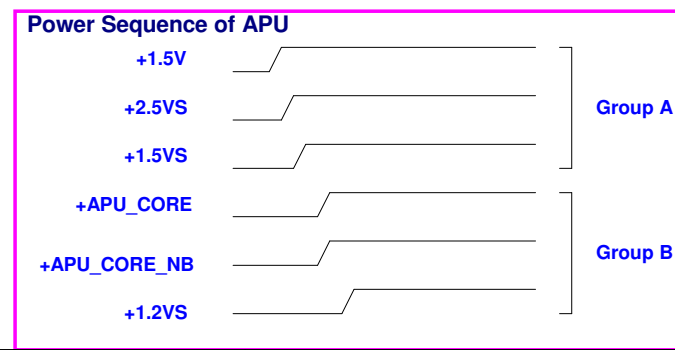 Power Sequence of APU
+1.5V
+2.5VS
Group A
+1.5VS
+APU_CORE
+APU_CORE_NB
Group B
+1.2VS